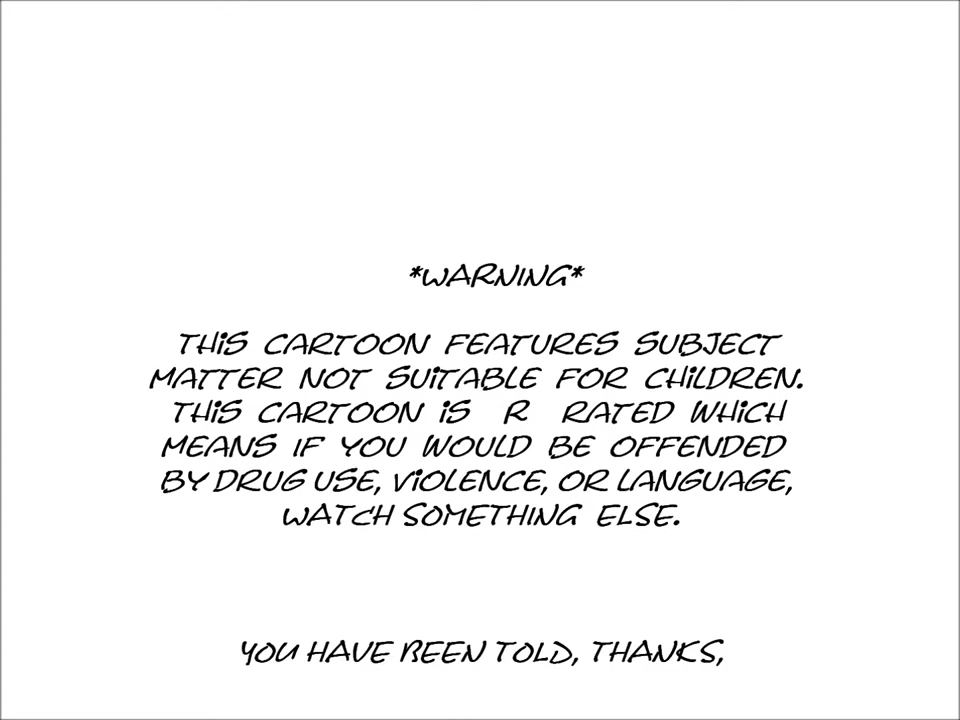 *WARNING*
THiS CARTOON FEATURES SUBJECT
MATTER NOT SUiTABLE FOR CHiLDREN.
THiS CARTOON iS R RATED WHiCH
MEANS IF YOU WOULD BE OFFENDED
BY DRUG USE, ViOLENCE, OR LANGUAGE,
WATCH SOMETHING ELSE.
YOU HAVE BEEN TOLD, THANKS,